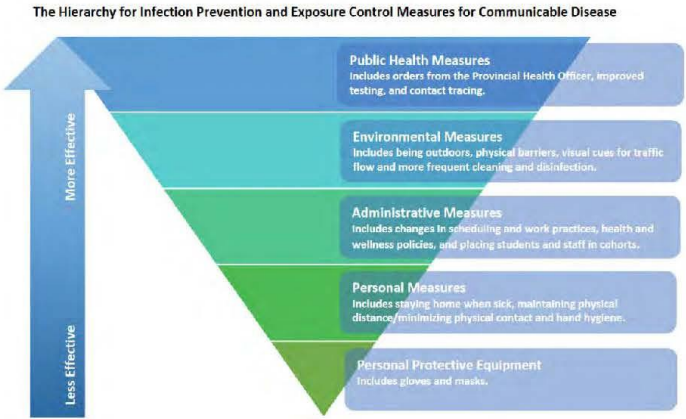 The Hierarchy for Infection Prevention and Exposure Control Measures for Communicable Disease
More Effective
Less Effective
Public Health Measures
Includes orders from the Provincial Health Officer, improved
testing, and contact tracing.
Environmental Measures
Includes being outdoors, physical barriers, visual cues for traffic
flow and more frequent cleaning and disinfection.
Administrative Measures
Includes changes in scheduling and work practices, health and
wellness policies, and placing students and staff in cohorts.
Personal Measures
Includes staying home when sick, maintaining physical
distance/minimizing physical contact and hand hygiene.
Personal Protective Equipment
Includes gloves and masks.